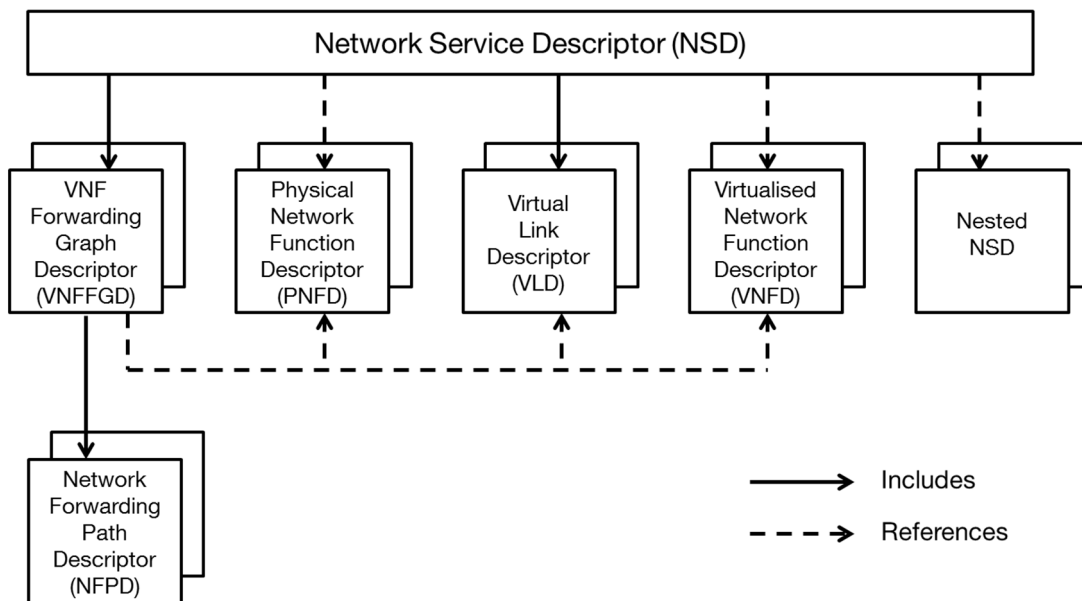 Network Service Descriptor (NSD)
VNF
Forwarding
Graph
Descriptor
(VNFFGD)
Physical
Network
Function
Descriptor
(PNFD)
Virtual
Link
Descriptor
(VLD)
Virtualised
Network
Function
Descriptor
(VNFD)
Nested
NSD
Network
Forwarding
Path
Descriptor
(NFPD)
Includes
References